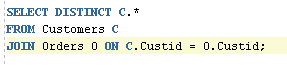 SELECT DISTINCT C.*
FROM Customers C
JOIN Orders O ON C.Custid = O.Custid;